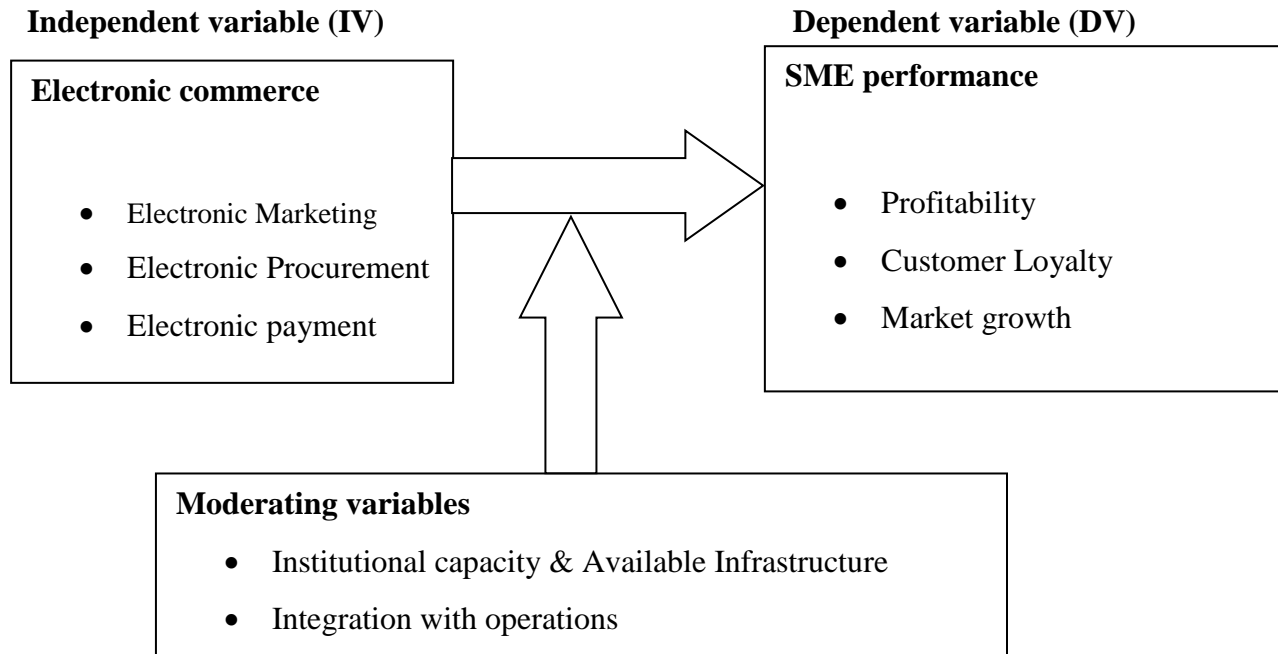 Independent variable (IV)
Dependent variable (DV)
Electronic commerce
• Electronic Marketing
• Electronic Procurement
• Electronic payment
SME performance
• Profitability
• Customer Loyalty
• Market growth
Moderating variables
• Institutional capacity & Available Infrastructure
• Integration with operations